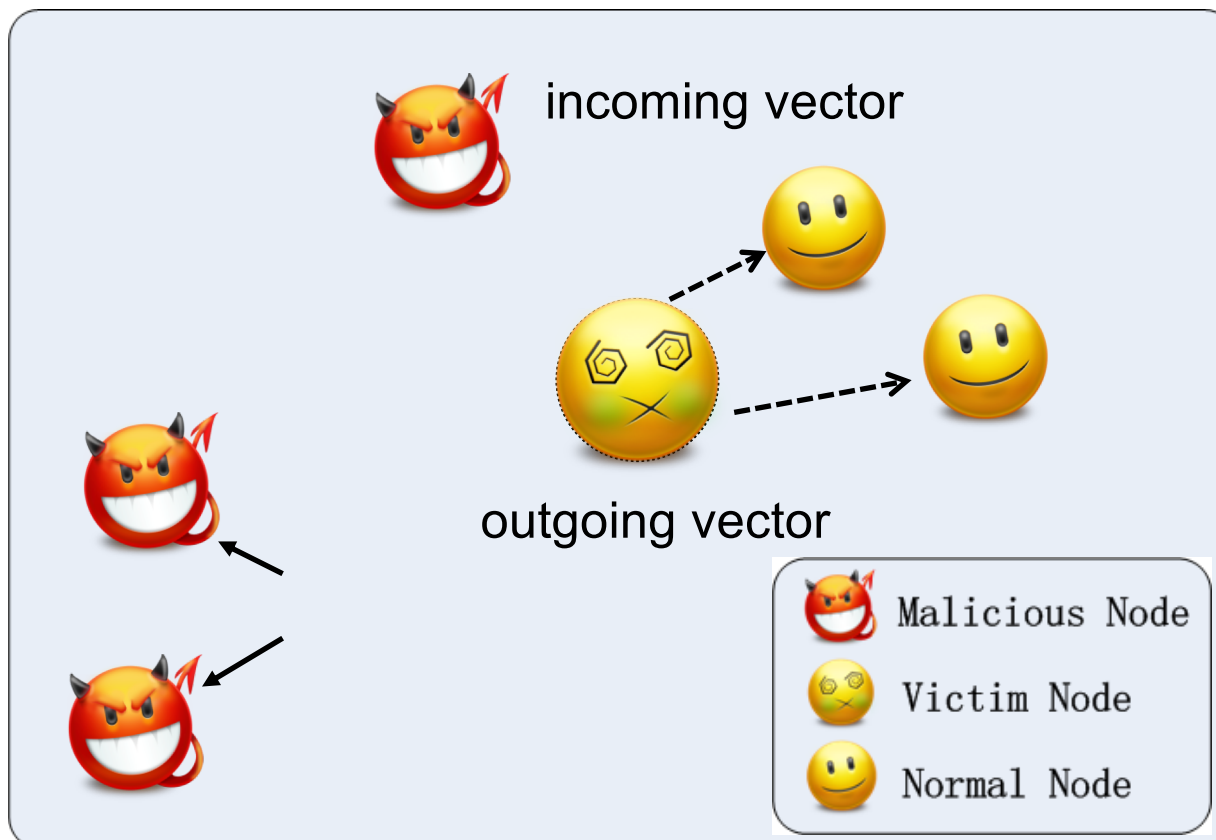 incoming vector
outgoing vector
Malicious Node
Victim Node
Normal Node